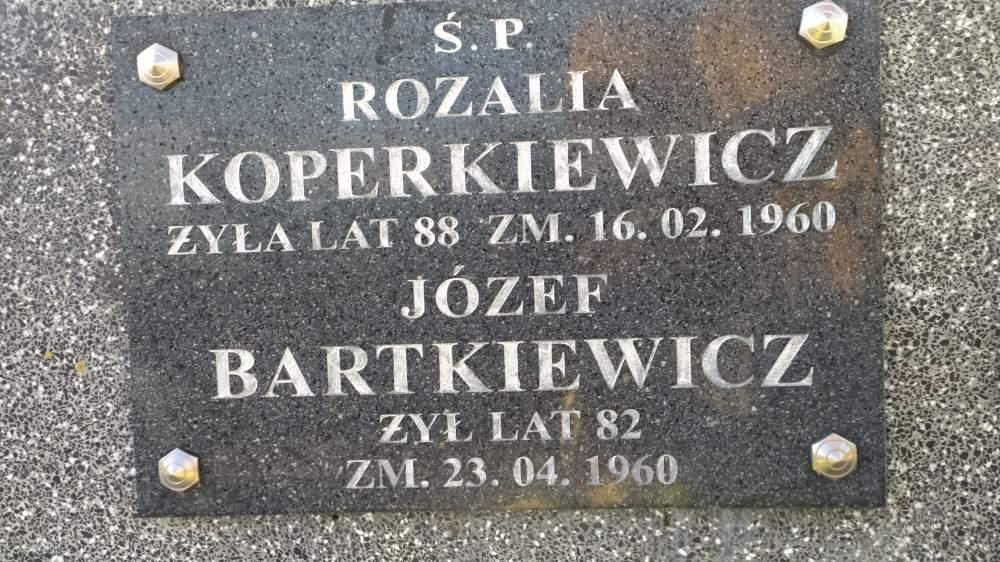 Ś.P.
ROZALIA
KOPERKIEWICZ
ŻYŁA LAT 88 ZM. 16.02.1960
JÓZEF
BARTKIEWICZ
ŻYŁ LAT 82
ZM. 23.04.1960